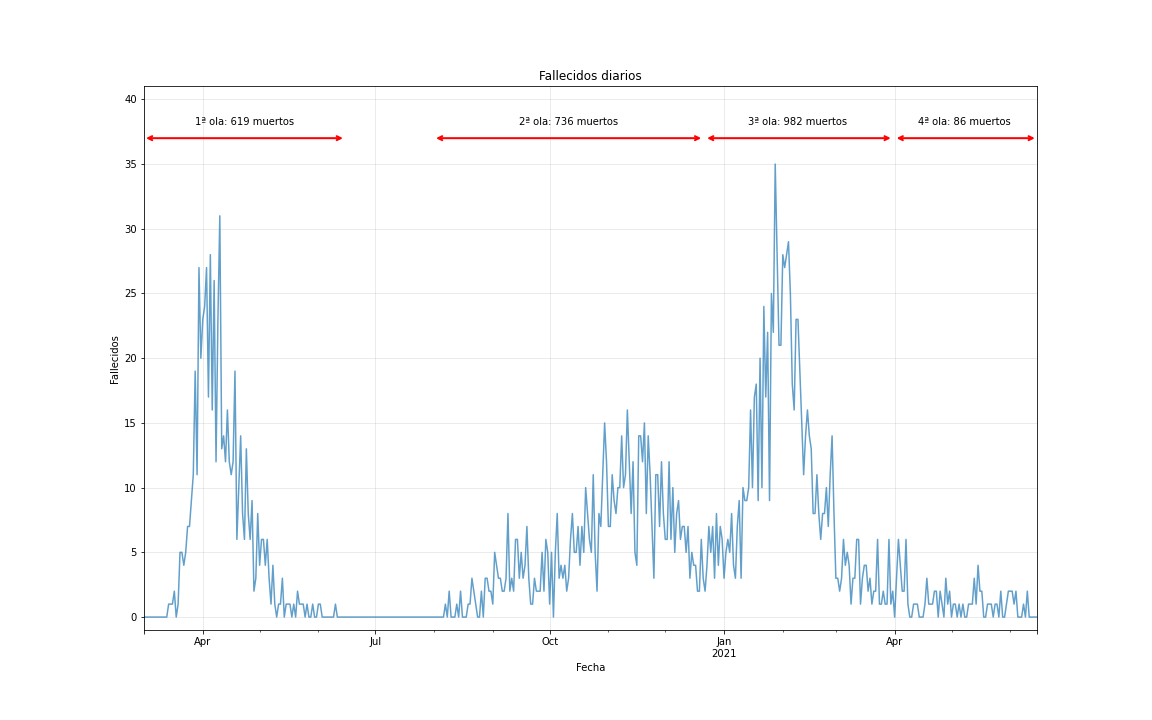 Fallecidos diarios
40
1ª ola: 619 muertos
2ª ola: 736 muertos
3ª ola: 982 muertos
4ª ola: 86 muertos
35
30
25
20
15
10
5
0
Fallecidos
Apr
Jul
Oct
Jan
2021
Apr
Fecha